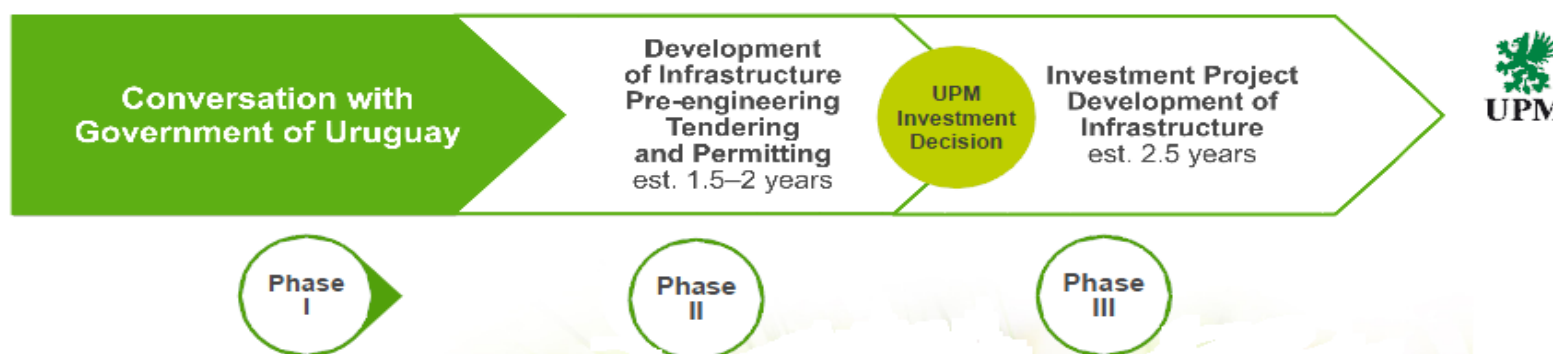 Conversation with
Government of Uruguay
Development
of Infrastructure
Pre-engineering
Tendering
and Permitting
est. 1.5–2 years
UPM
Investment
Decision
Investment Project
Development of
Infrastructure
est. 2.5 years
UPM
Phase
I
Phase
II
Phase
III